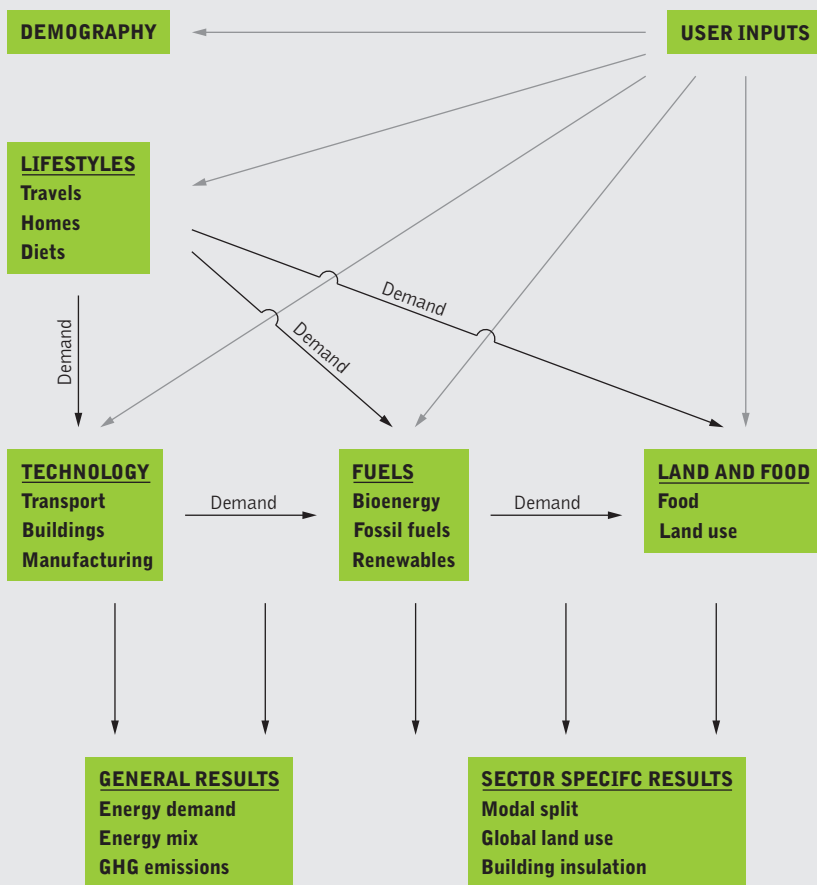 DEMOGRAPHY
USER INPUTS
LIFESTYLES
Travels
Homes
Diets
Demand
Demand
Demand
TECHNOLOGY
Transport
Buildings
Manufacturing
Demand
FUELS
Bioenergy
Fossil fuels
Renewables
Demand
LAND AND FOOD
Food
Land use
GENERAL RESULTS
Energy demand
Energy mix
GHG emissions
SECTOR SPECIFC RESULTS
Modal split
Global land use
Building insulation